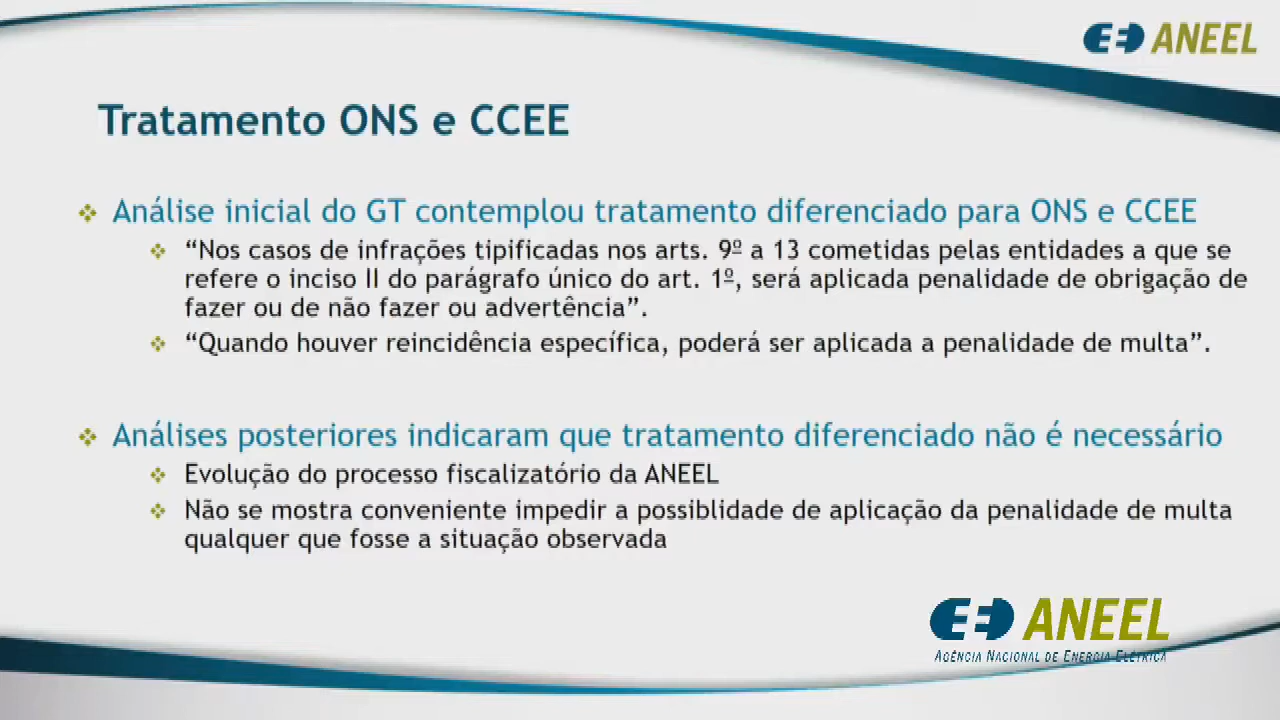 ANEEL
Tratamento ONS e CCEE
Análise inicial do GT contemplou tratamento diferenciado para ONS e CCEE
“Nos casos de infrações tipificadas nos arts. 9º a 13 cometidas pelas entidades a que se
refere o inciso II do parágrafo único do art. 1º, será aplicada penalidade de obrigação de
fazer ou de não fazer ou advertência”.
“Quando houver reincidência específica, poderá ser aplicada a penalidade de multa”.
Análises posteriores indicaram que tratamento diferenciado não é necessário
Evolução do processo fiscalizatório da ANEEL
Não se mostra conveniente impedir a possiblidade de aplicação da penalidade de multa
qualquer que fosse a situação observada
ANEEL
AGÊNCIA NACIONAL DE ENERGIA ELÉTRICA